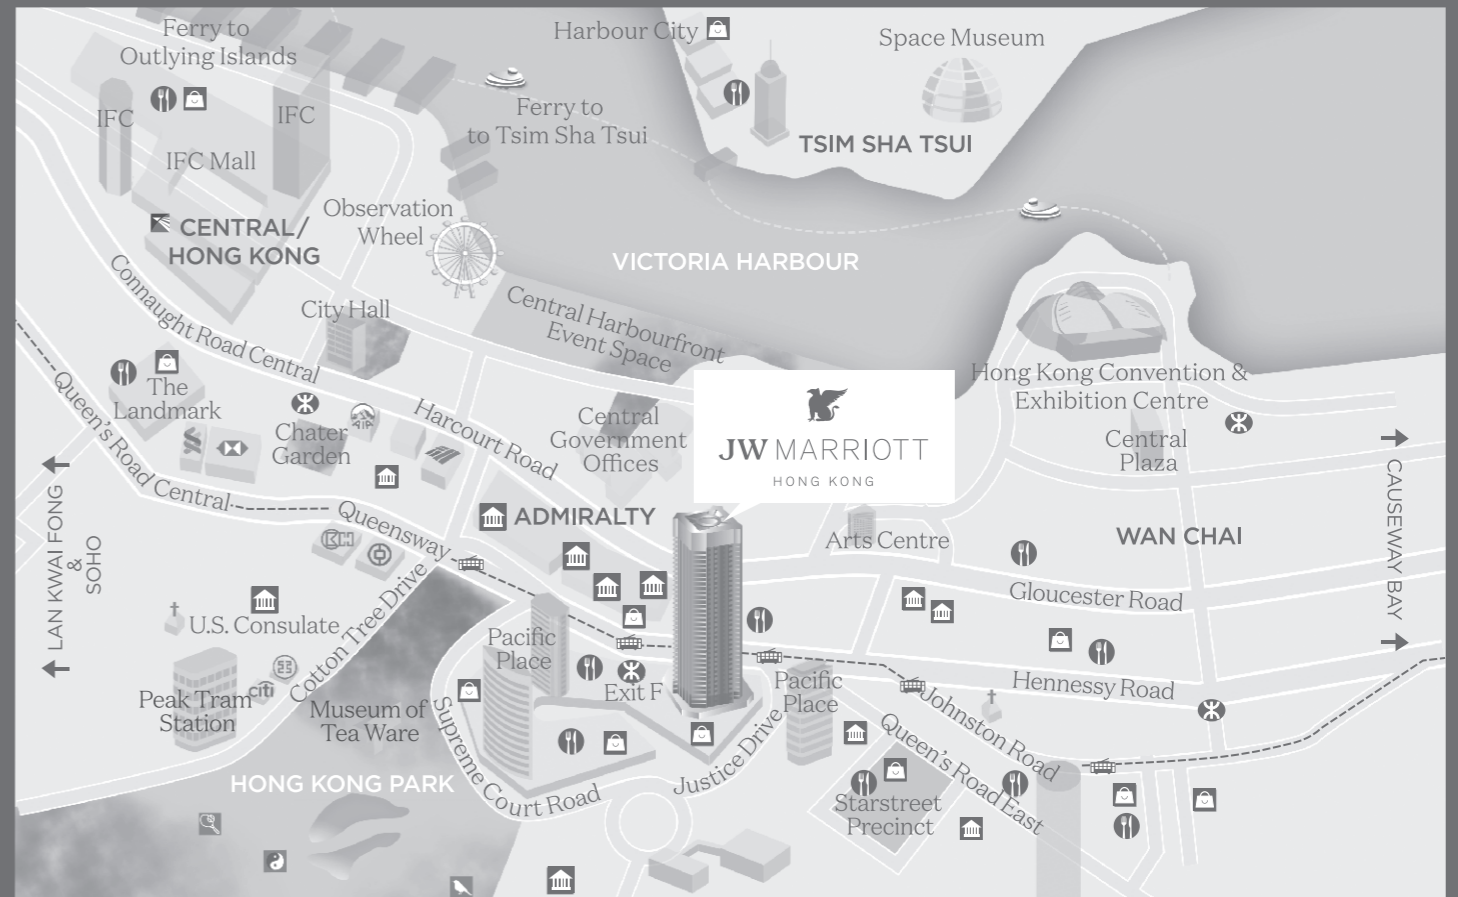 Ferry to
Outlying Islands
Harbour City
Space Museum
IFC
IFC
Ferry to
to Tsim Sha Tsui
TSIM SHA TSUI
IFC Mall
Observation
Wheel
CENTRAL/
HONG KONG
VICTORIA HARBOUR
Connaught Road Central
City Hall
Central Harbourfront
Event Space
The
Landmark
Queen's Road Central
Chater
Garden
Harcourt Road
Central
Government
Offices
JW MARRIOTT
HONG KONG
Hong Kong Convention &
Exhibition Centre
Central
Plaza
LAN KWAI FONG
&
SOHO
CAUSEWAY BAY
Queensway
ADMIRALTY
Arts Centre
WAN CHAI
Gloucester Road
U.S. Consulate
Cotton Tree Drive
Pacific
Place
Exit F
Pacific
Place
Hennessy Road
Peak Tram
Station
citi
Museum of
Tea Ware
Supreme Court Road
Justice Drive
Johnston Road
Queen's Road East
HONG KONG PARK
Starstreet
Precinct